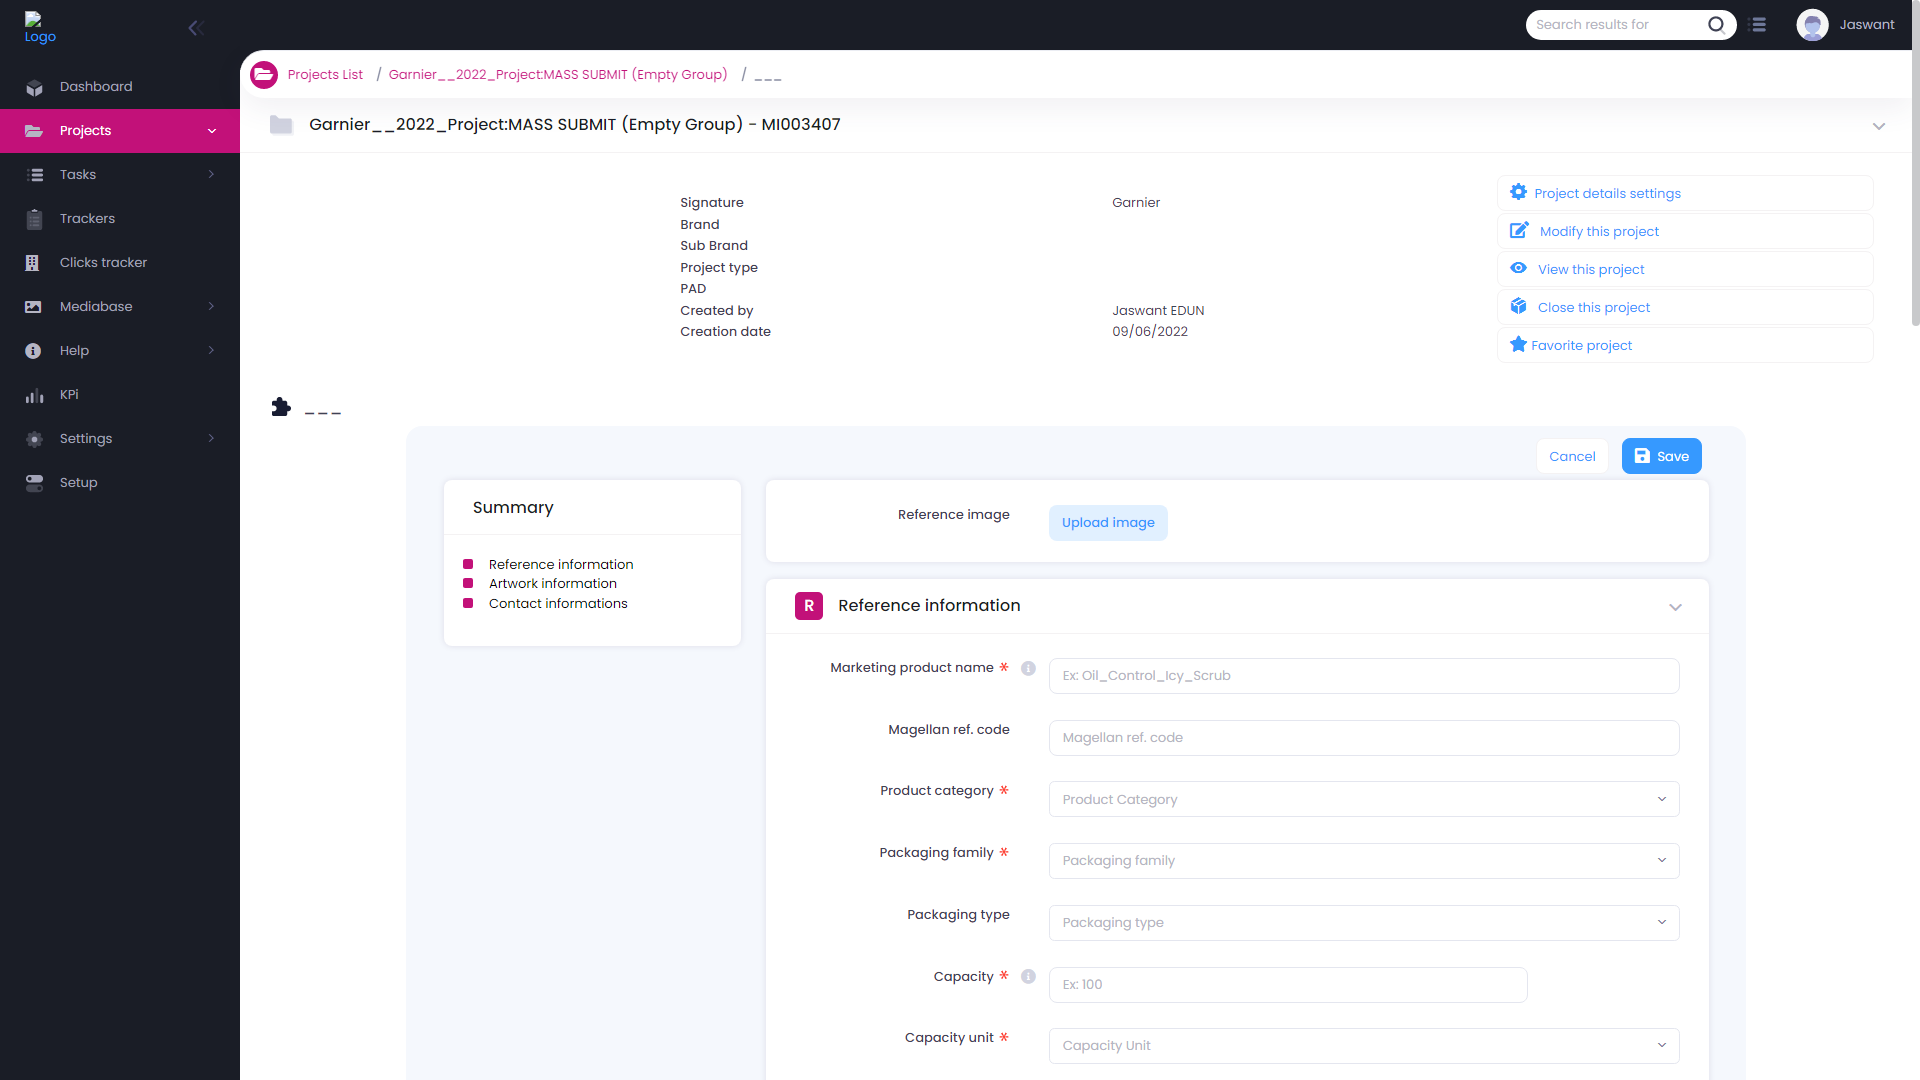 Logo
Search results for
Jaswant
Dashboard
Projects
Tasks
Trackers
Clicks tracker
Mediabase
Help
KPi
Settings
Setup
Projects List / Garnier__2022_Project:MASS SUBMIT (Empty Group) / ___
Garnier__2022_Project:MASS SUBMIT (Empty Group) - MI003407
Signature Garnier
Brand
Sub Brand
Project type
PAD
Created by Jaswant EDUN
Creation date 09/06/2022
Project details settings
Modify this project
View this project
Close this project
Favorite project
___
Cancel Save
Summary
Reference information
Artwork information
Contact informations
Reference image Upload image
R Reference information
Marketing product name * Ex: Oil_Control_Icy_Scrub
Magellan ref. code Magellan ref. code
Product category * Product Category
Packaging family * Packaging family
Packaging type Packaging type
Capacity * Ex: 100
Capacity unit * Capacity Unit